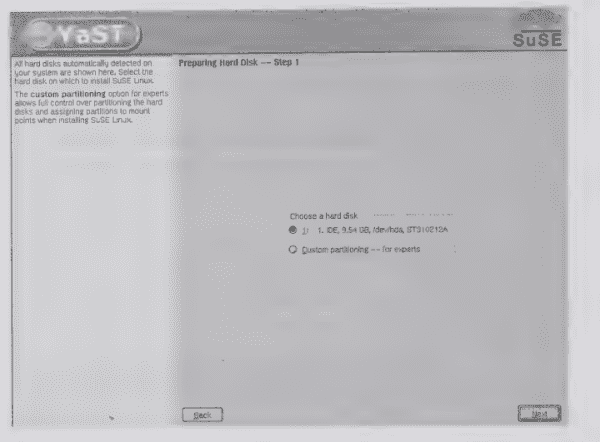 YaST
SuSE
All hard disks automatically detected on
your system are shown here. Select the
hard disk on which to install SuSE Linux.
The custom partitioning option for experts
allows full control over partitioning the hard
disks and assigning partitions to mount
points when installing SuSE Linux.
Preparing Hard Disk -- Step 1
Choose a hard disk
1: 1. IDE, 9.54 GB, /dev/hda, ST310212A
Custom partitioning -- for experts
Back
Next